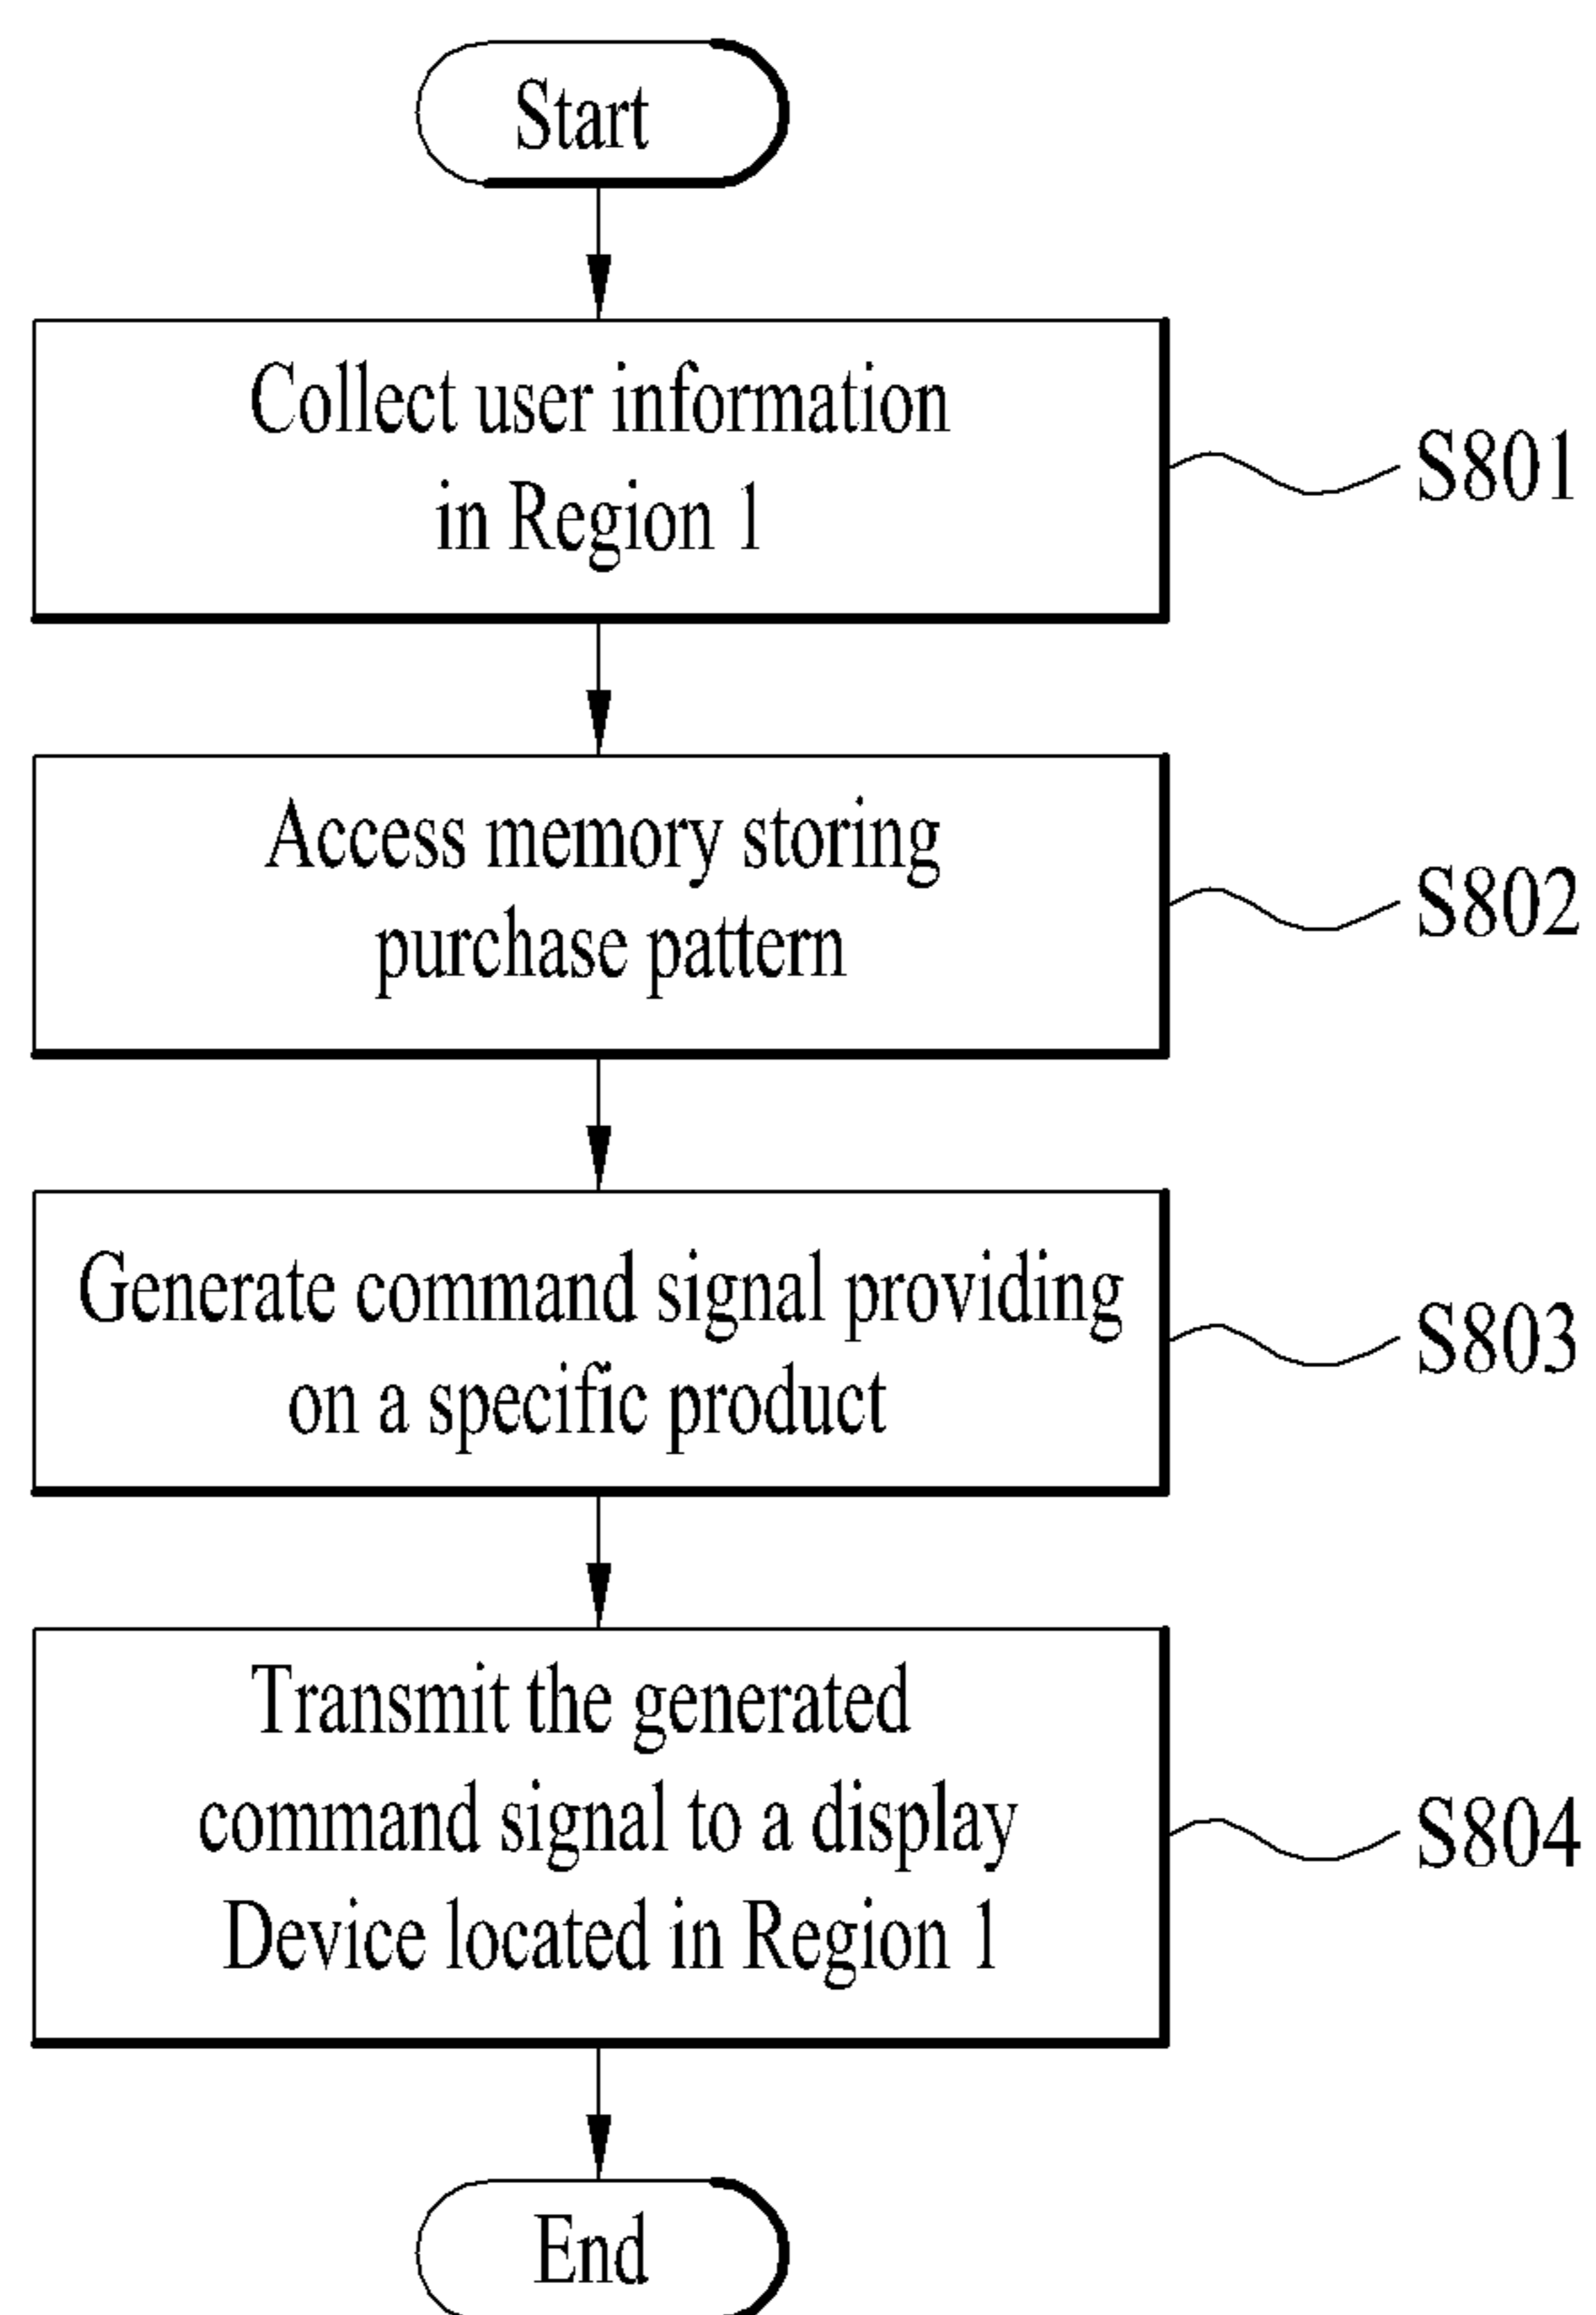 Start
Collect user information
in Region 1
S801
Access memory storing
purchase pattern
S802
Generate command signal providing
on a specific product
S803
Transmit the generated
command signal to a display
Device located in Region 1
S804
End